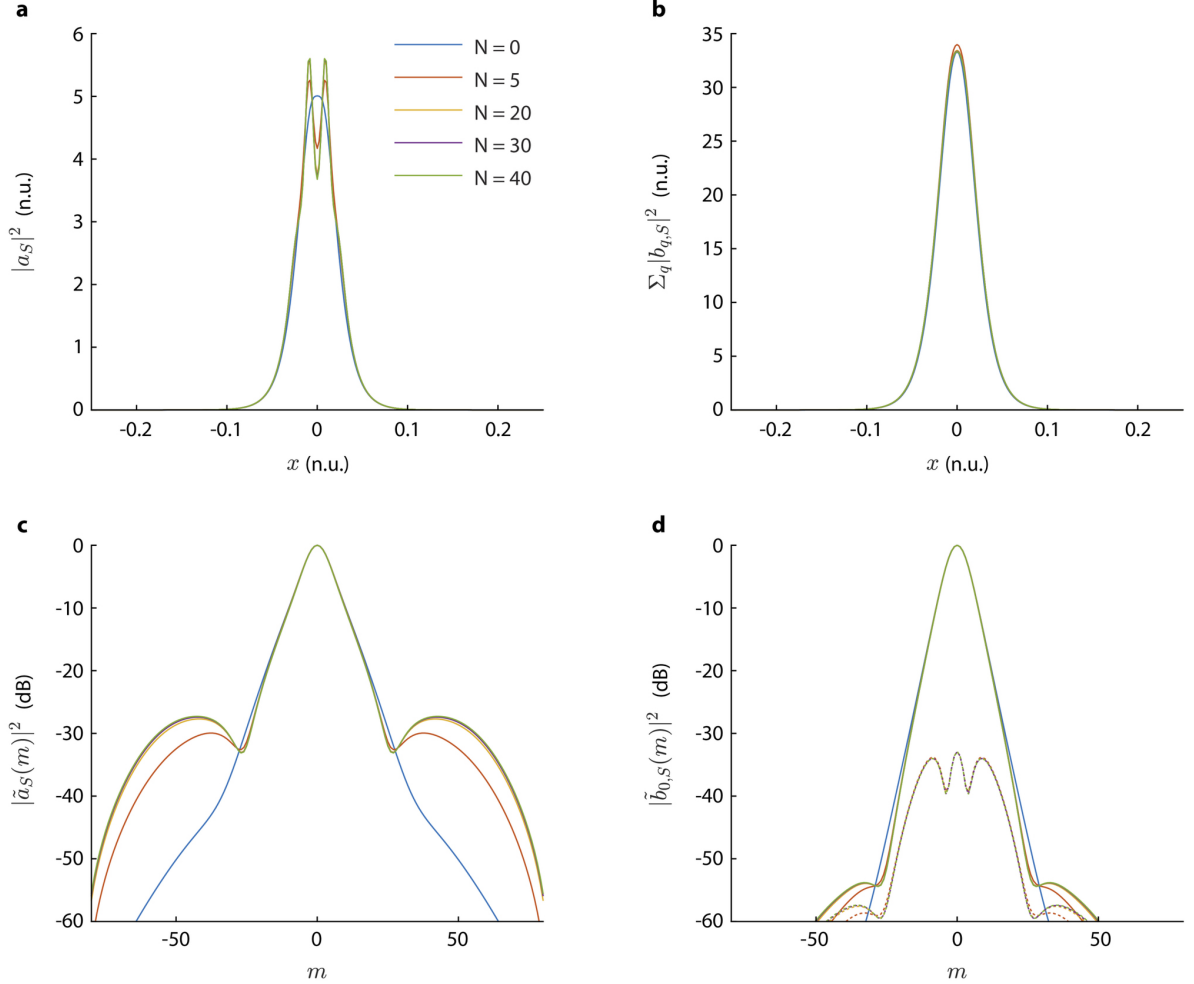 a
|a_S|^2 (n.u.)
6
5
4
3
2
1
0
-0.2 -0.1 0 0.1 0.2
x (n.u.)
N = 0
N = 5
N = 20
N = 30
N = 40
b
Σ_q|b_{q,S}|^2 (n.u.)
35
30
25
20
15
10
5
0
-0.2 -0.1 0 0.1 0.2
x (n.u.)
c
|ã_S(m)|^2 (dB)
0
-10
-20
-30
-40
-50
-60
-50 0 50
m
d
|b̃_{0,S}(m)|^2 (dB)
0
-10
-20
-30
-40
-50
-60
-50 0 50
m